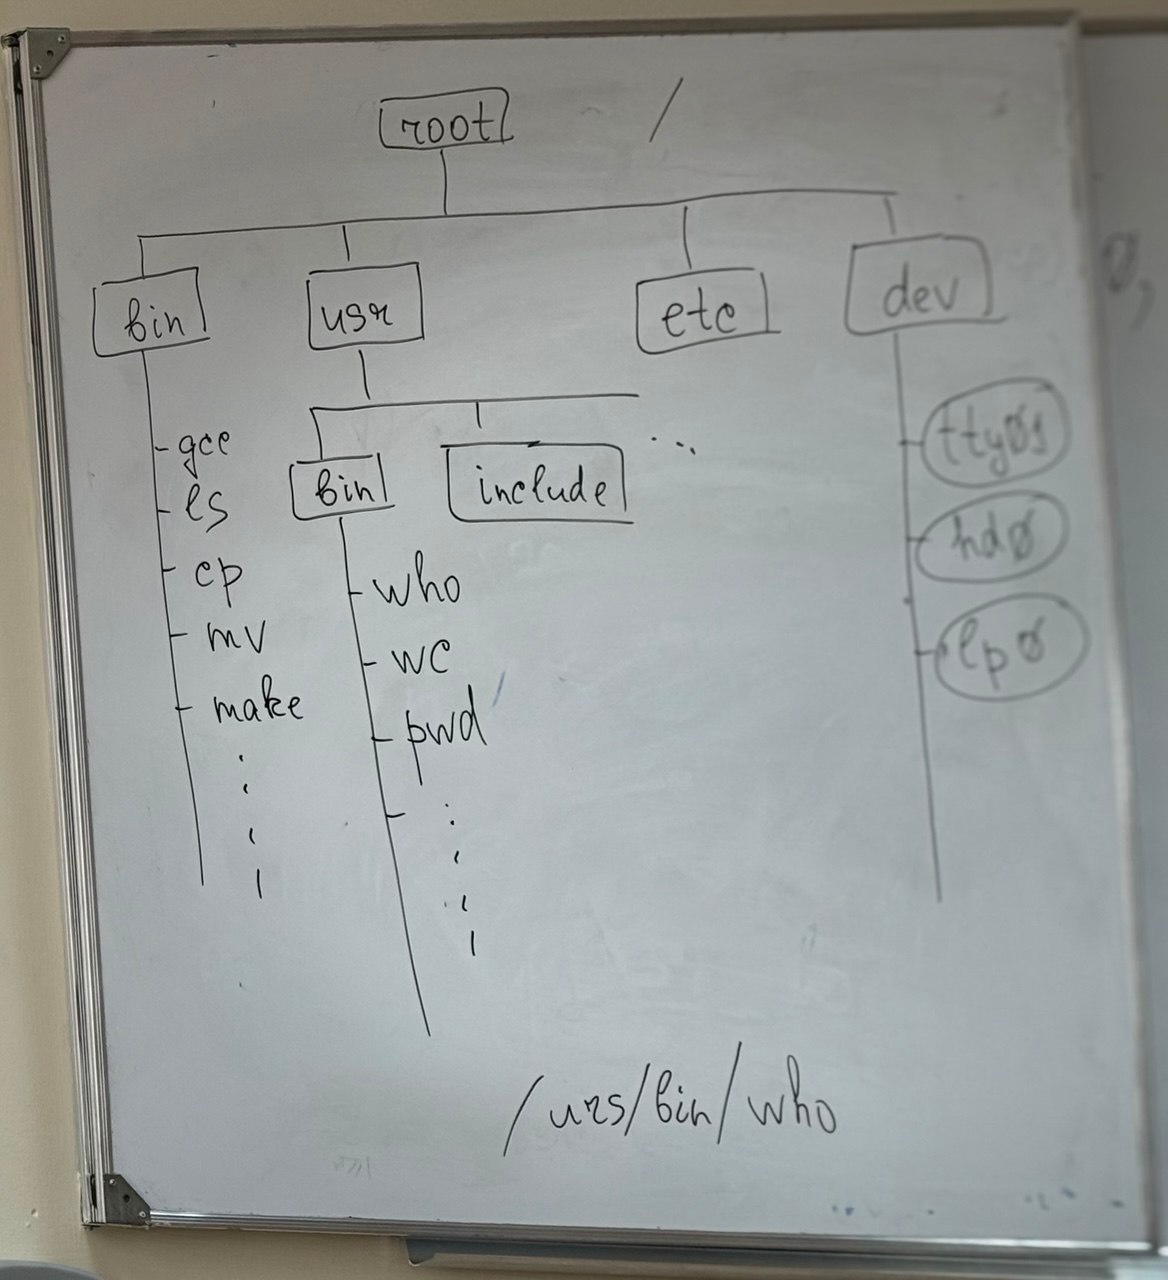 root /
bin usr etc dev
gcc
ls
cp
mv
make
bin include ...
who
wc
pwd
ttyØs
hdØ
lpØ
/urs/bin/who
Ø,